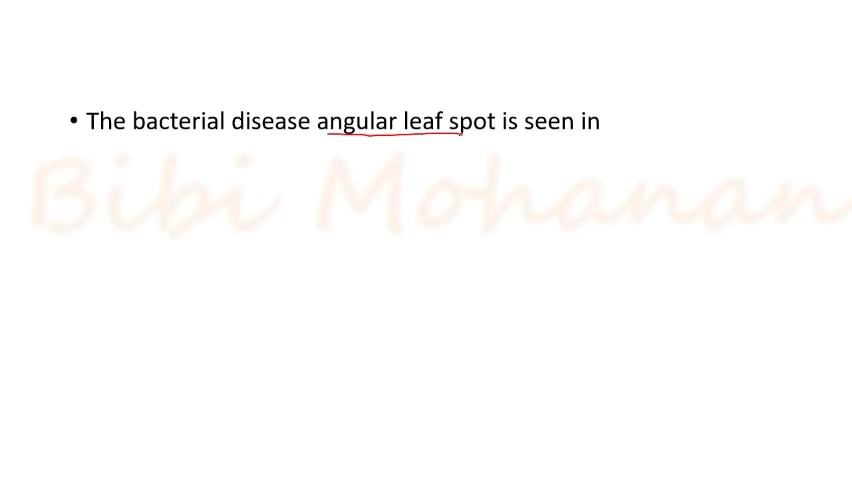 • The bacterial disease angular leaf spot is seen in
Bibi Mohanan